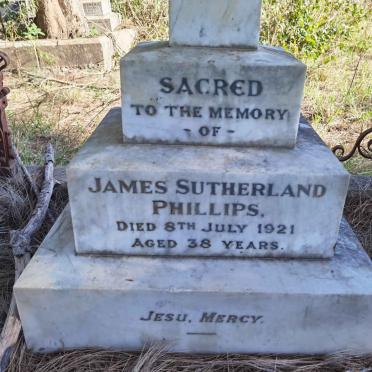 SACRED
TO THE MEMORY
- OF -
JAMES SUTHERLAND
PHILLIPS,
DIED 8TH JULY 1921
AGED 38 YEARS.
JESU, MERCY.